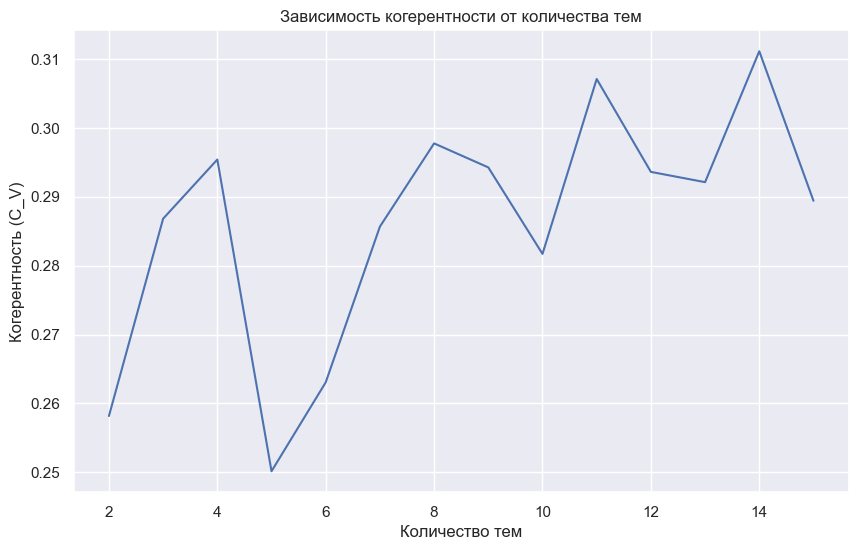 Зависимость когерентности от количества тем
Когерентность (C_V)
0.31
0.30
0.29
0.28
0.27
0.26
0.25
2 4 6 8 10 12 14
Количество тем